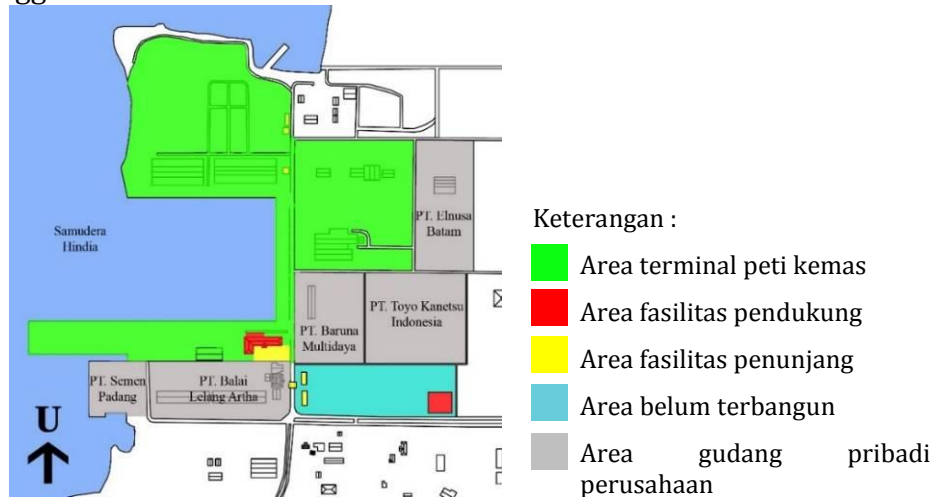 Samudera
Hindia
PT. Elnusa
Batam
PT. Baruna
Multidaya
PT. Toyo Kanetsu
Indonesia
PT. Semen
Padang
PT. Balai
Lelang Artha
U
Keterangan :
Area terminal peti kemas
Area fasilitas pendukung
Area fasilitas penunjang
Area belum terbangun
Area gudang pribadi
perusahaan